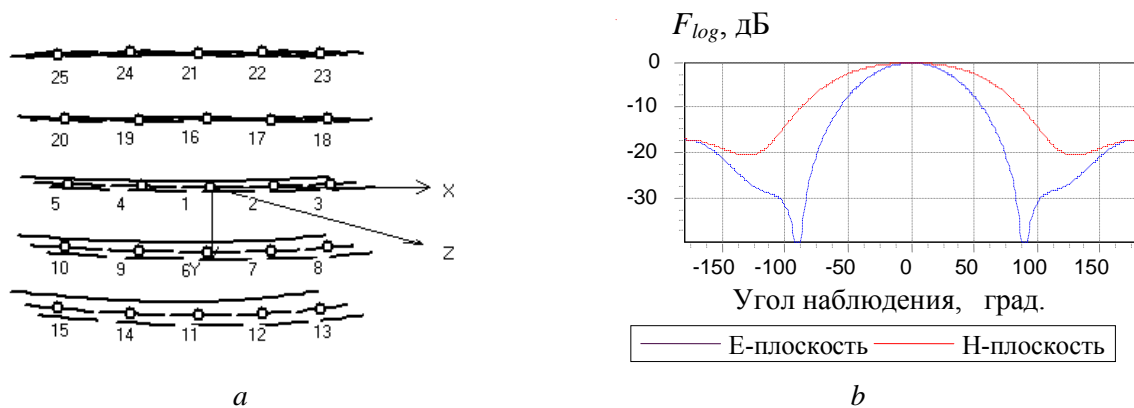 25 24 21 22 23
20 19 16 17 18
5 4 1 2 3 X
10 9 6Y 7 8 Z
15 14 11 12 13
a
F_log, дБ
0
-10
-20
-30
-150 -100 -50 0 50 100 150
Угол наблюдения, град.
Е-плоскость Н-плоскость
b